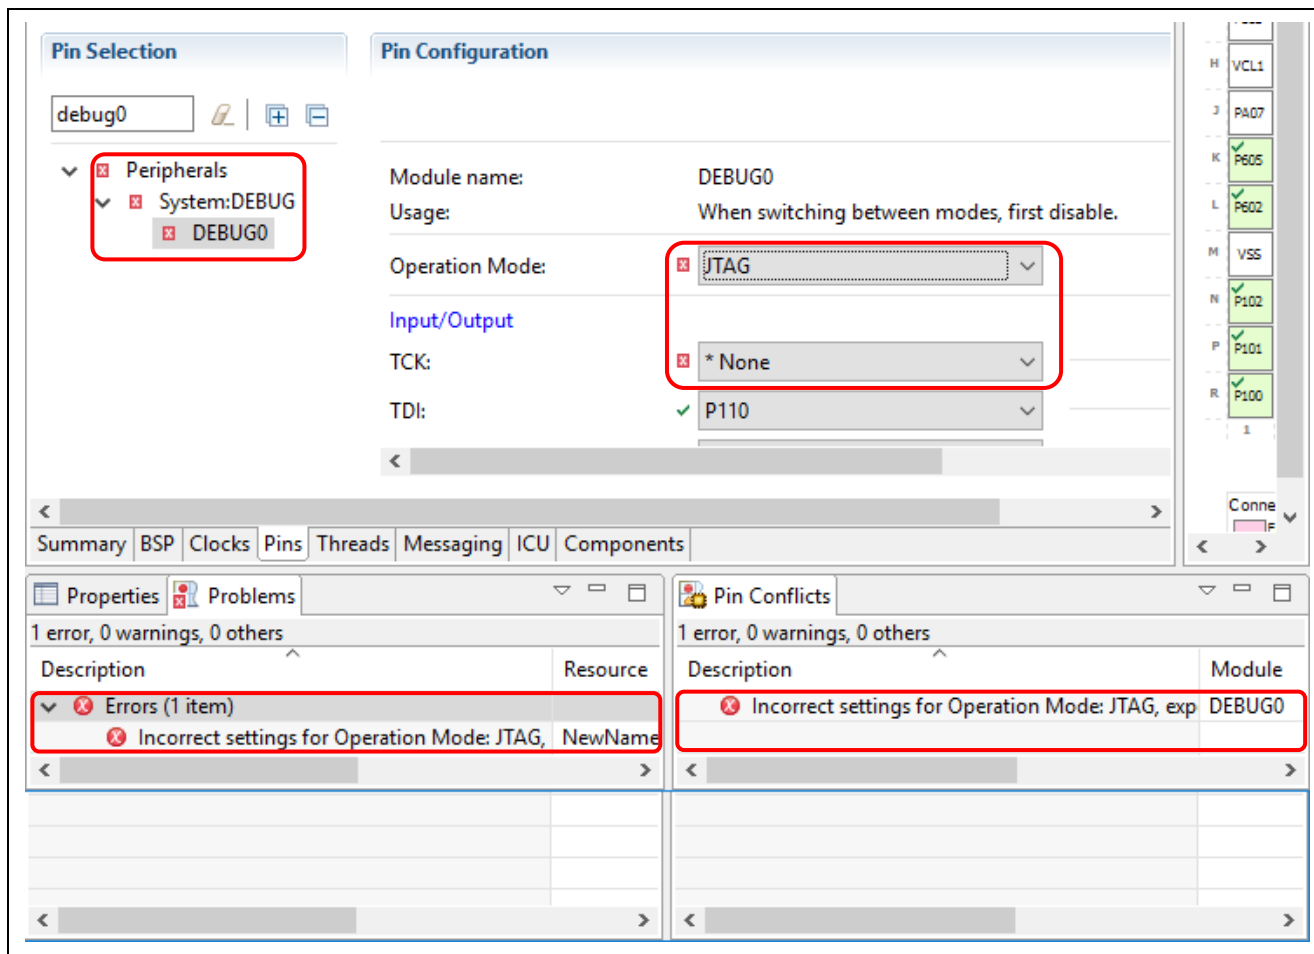 Pin Selection
Pin Configuration
debug0
Peripherals
System:DEBUG
DEBUG0
Module name: DEBUG0
Usage: When switching between modes, first disable.
Operation Mode: JTAG
Input/Output
TCK: * None
TDI: P110
H VCL1
J PA07
K P605
L P602
M VSS
N P102
P P101
R P100
1
Conne
Summary BSP Clocks Pins Threads Messaging ICU Components
Properties Problems
1 error, 0 warnings, 0 others
Description Resource
Errors (1 item)
Incorrect settings for Operation Mode: JTAG, NewName
Pin Conflicts
1 error, 0 warnings, 0 others
Description Module
Incorrect settings for Operation Mode: JTAG, exp DEBUG0